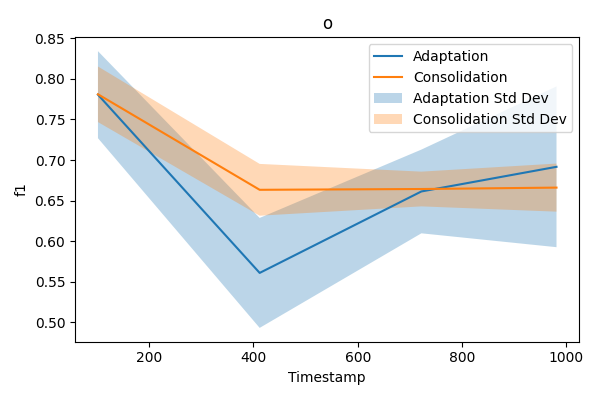 o
0.85
0.80
0.75
0.70
0.65
0.60
0.55
0.50
f1
Adaptation
Consolidation
Adaptation Std Dev
Consolidation Std Dev
200
400
600
800
1000
Timestamp